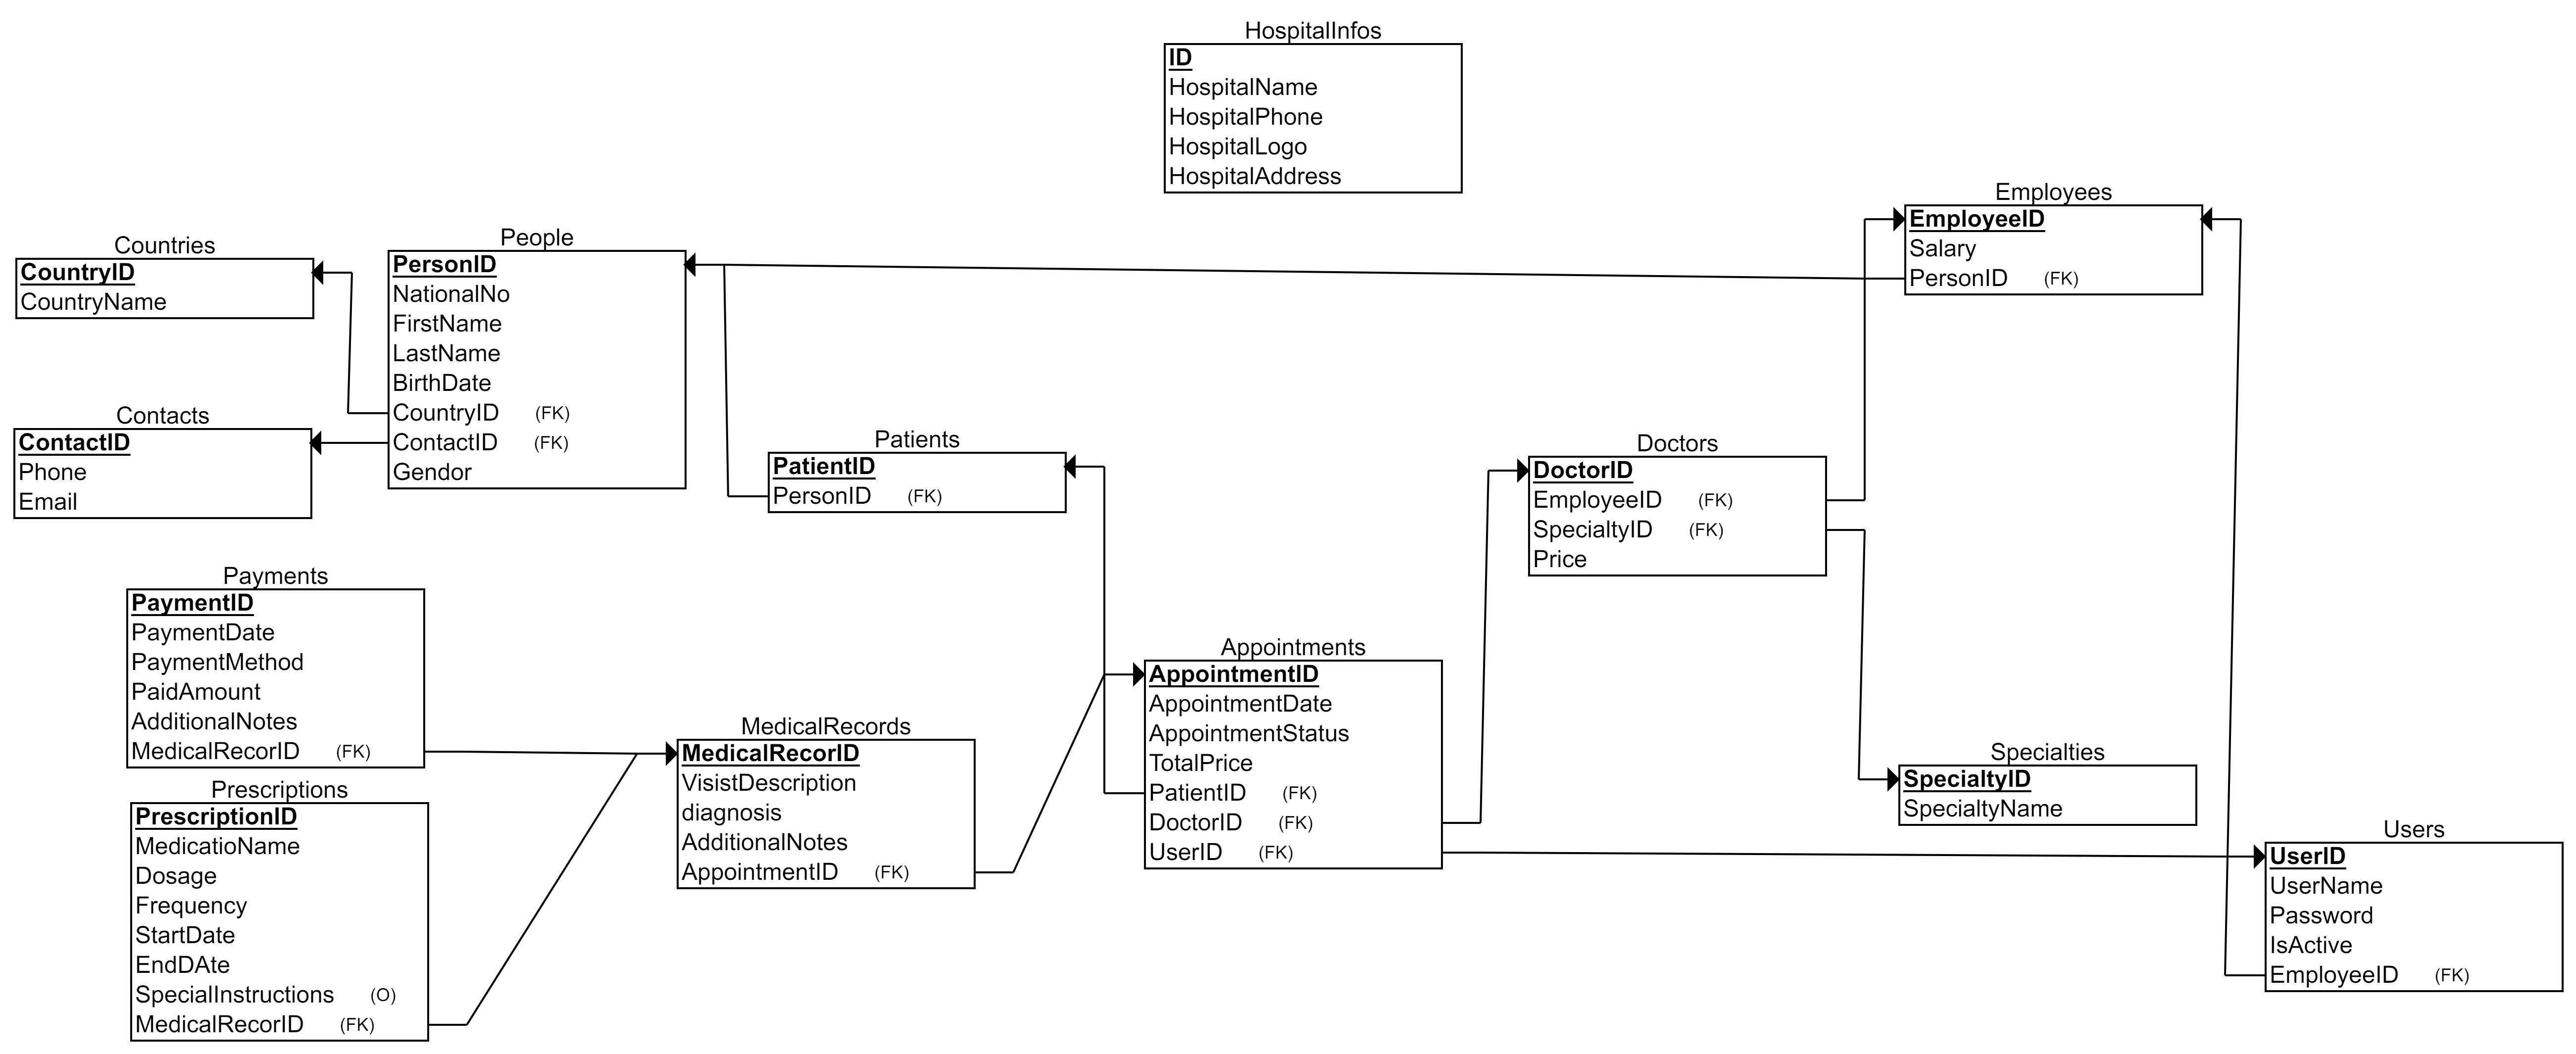 HospitalInfos
ID
HospitalName
HospitalPhone
HospitalLogo
HospitalAddress
Employees
EmployeeID
Salary
PersonID (FK)
Countries
CountryID
CountryName
People
PersonID
NationalNo
FirstName
LastName
BirthDate
CountryID (FK)
ContactID (FK)
Gendor
Contacts
ContactID
Phone
Email
Patients
PatientID
PersonID (FK)
Doctors
DoctorID
EmployeeID (FK)
SpecialtyID (FK)
Price
Payments
PaymentID
PaymentDate
PaymentMethod
PaidAmount
AdditionalNotes
MedicalRecorID (FK)
Appointments
AppointmentID
AppointmentDate
AppointmentStatus
TotalPrice
PatientID (FK)
DoctorID (FK)
UserID (FK)
MedicalRecords
MedicalRecorID
VisistDescription
diagnosis
AdditionalNotes
AppointmentID (FK)
Specialties
SpecialtyID
SpecialtyName
Prescriptions
PrescriptionID
MedicatioName
Dosage
Frequency
StartDate
EndDAte
SpecialInstructions (O)
MedicalRecorID (FK)
Users
UserID
UserName
Password
IsActive
EmployeeID (FK)